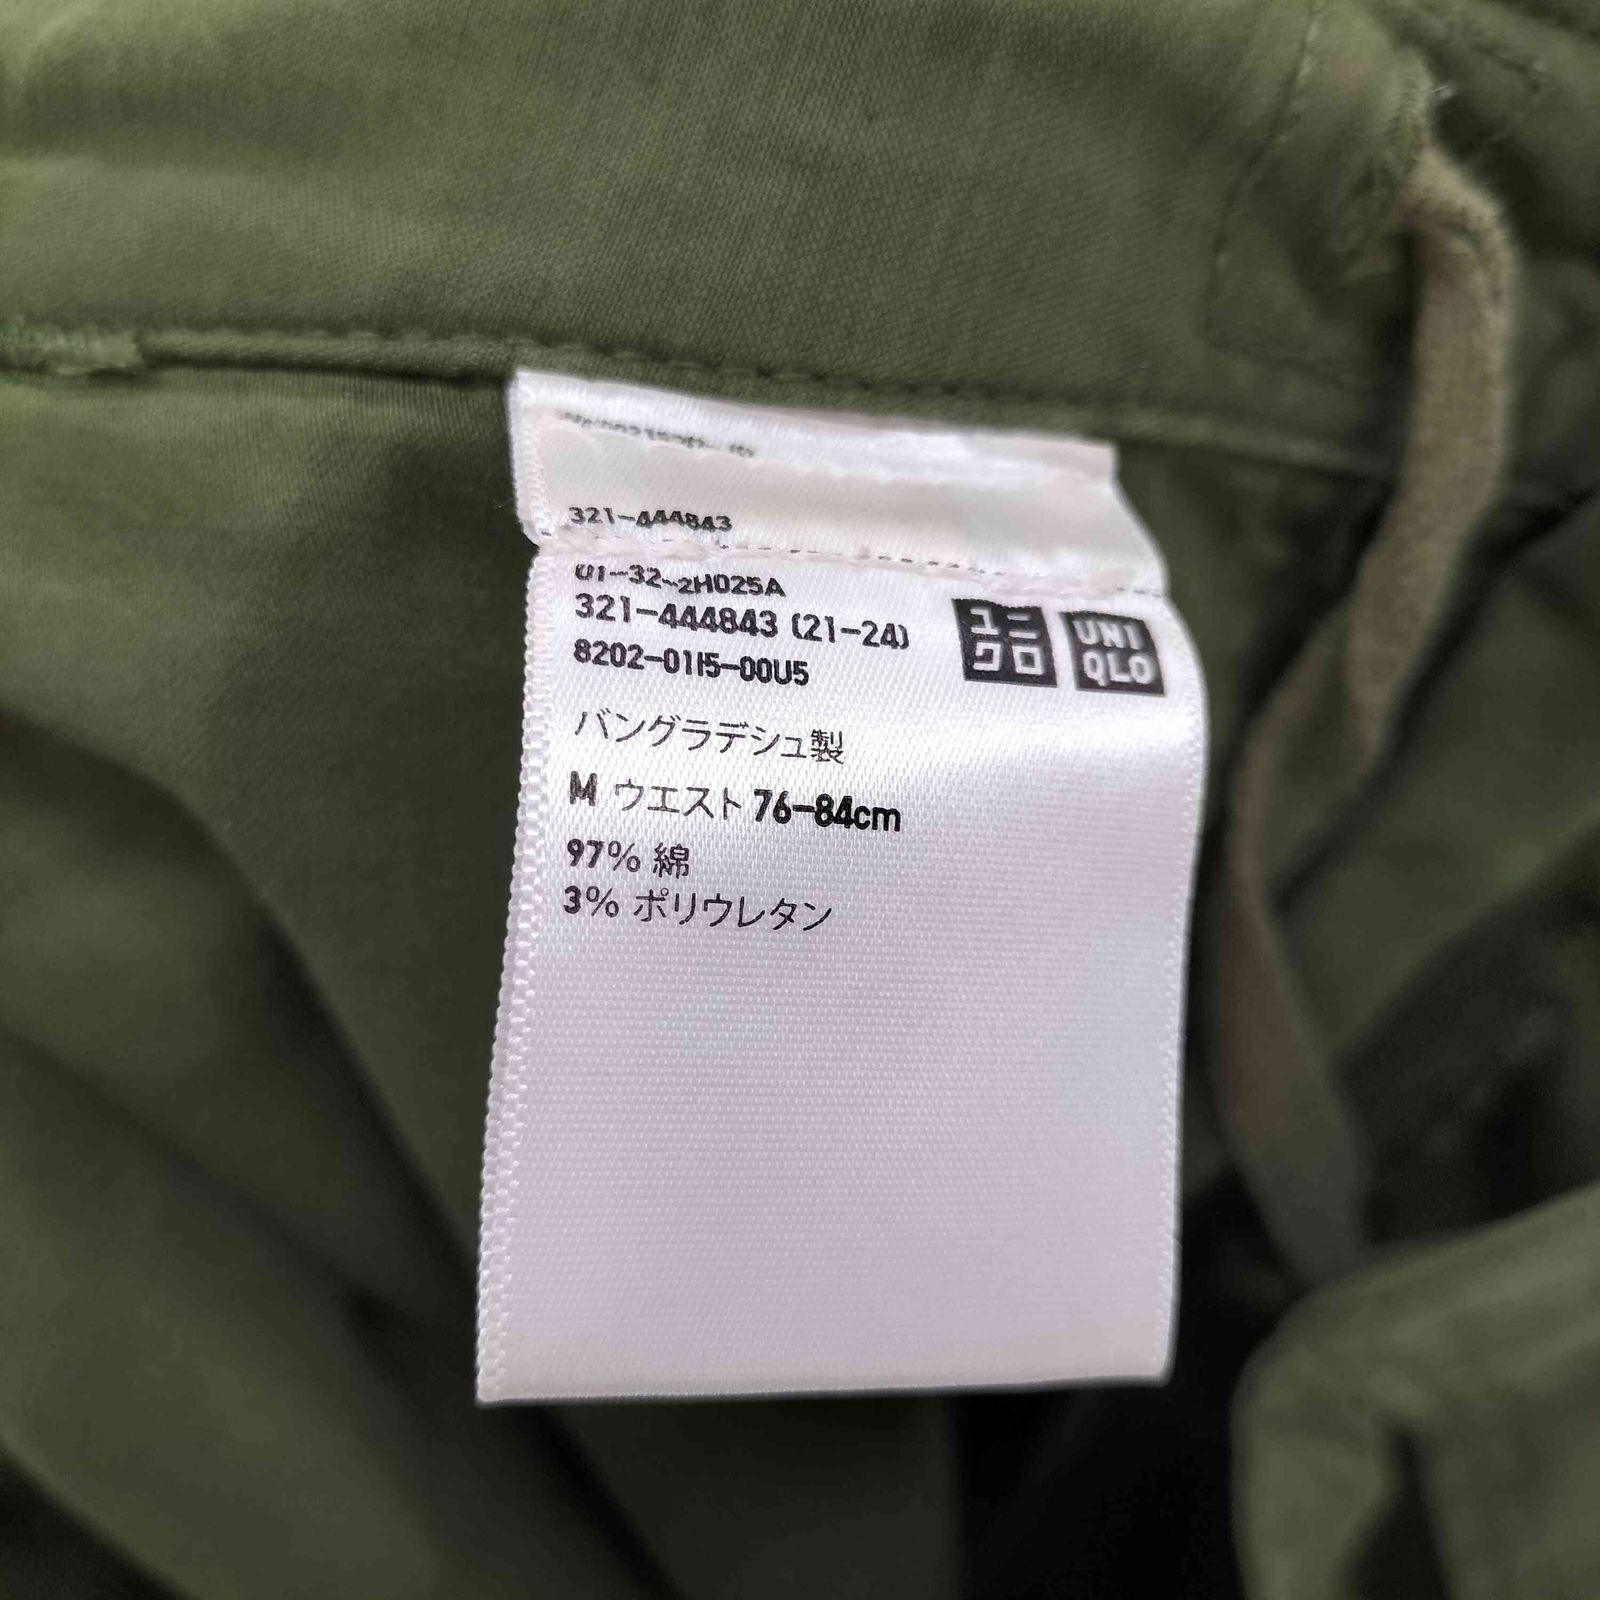 321-444843
01-32-2H025A
321-444843 (21-24)
8202-0115-00U5
ユニクロ
UNI
QLO
バングラデシュ製
M ウエスト 76-84cm
97% 綿
3% ポリウレタン